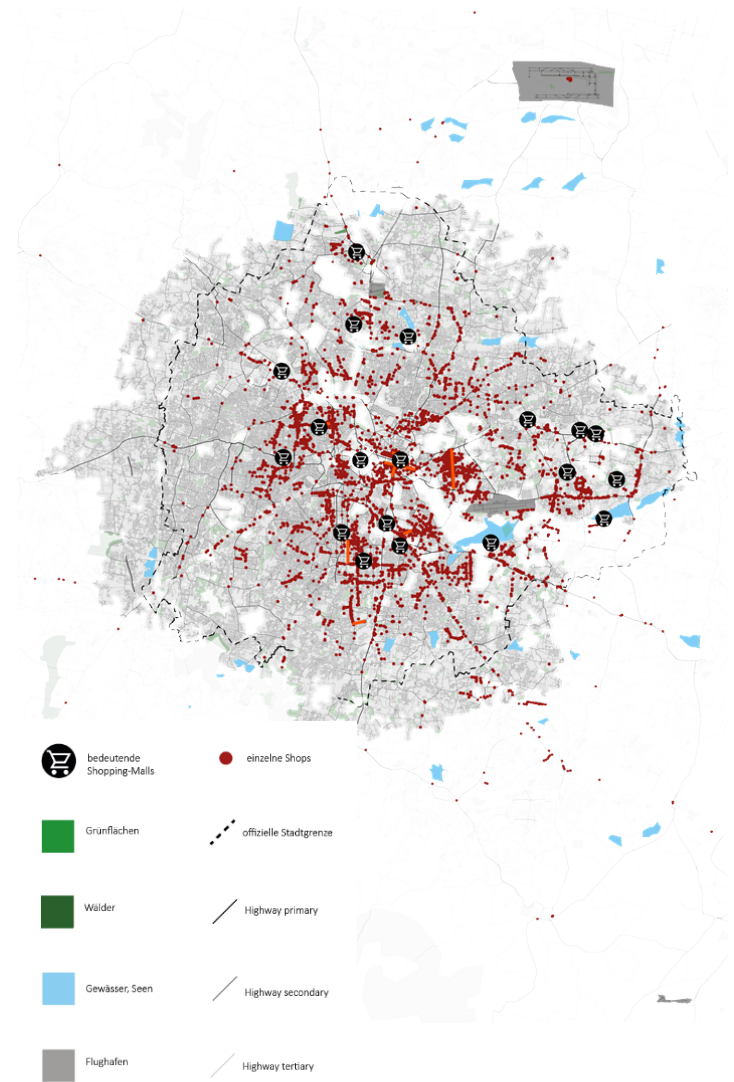 bedeutende
Shopping-Malls
einzelne Shops
Grünflächen
offizielle Stadtgrenze
Wälder
Highway primary
Gewässer, Seen
Highway secondary
Flughafen
Highway tertiary